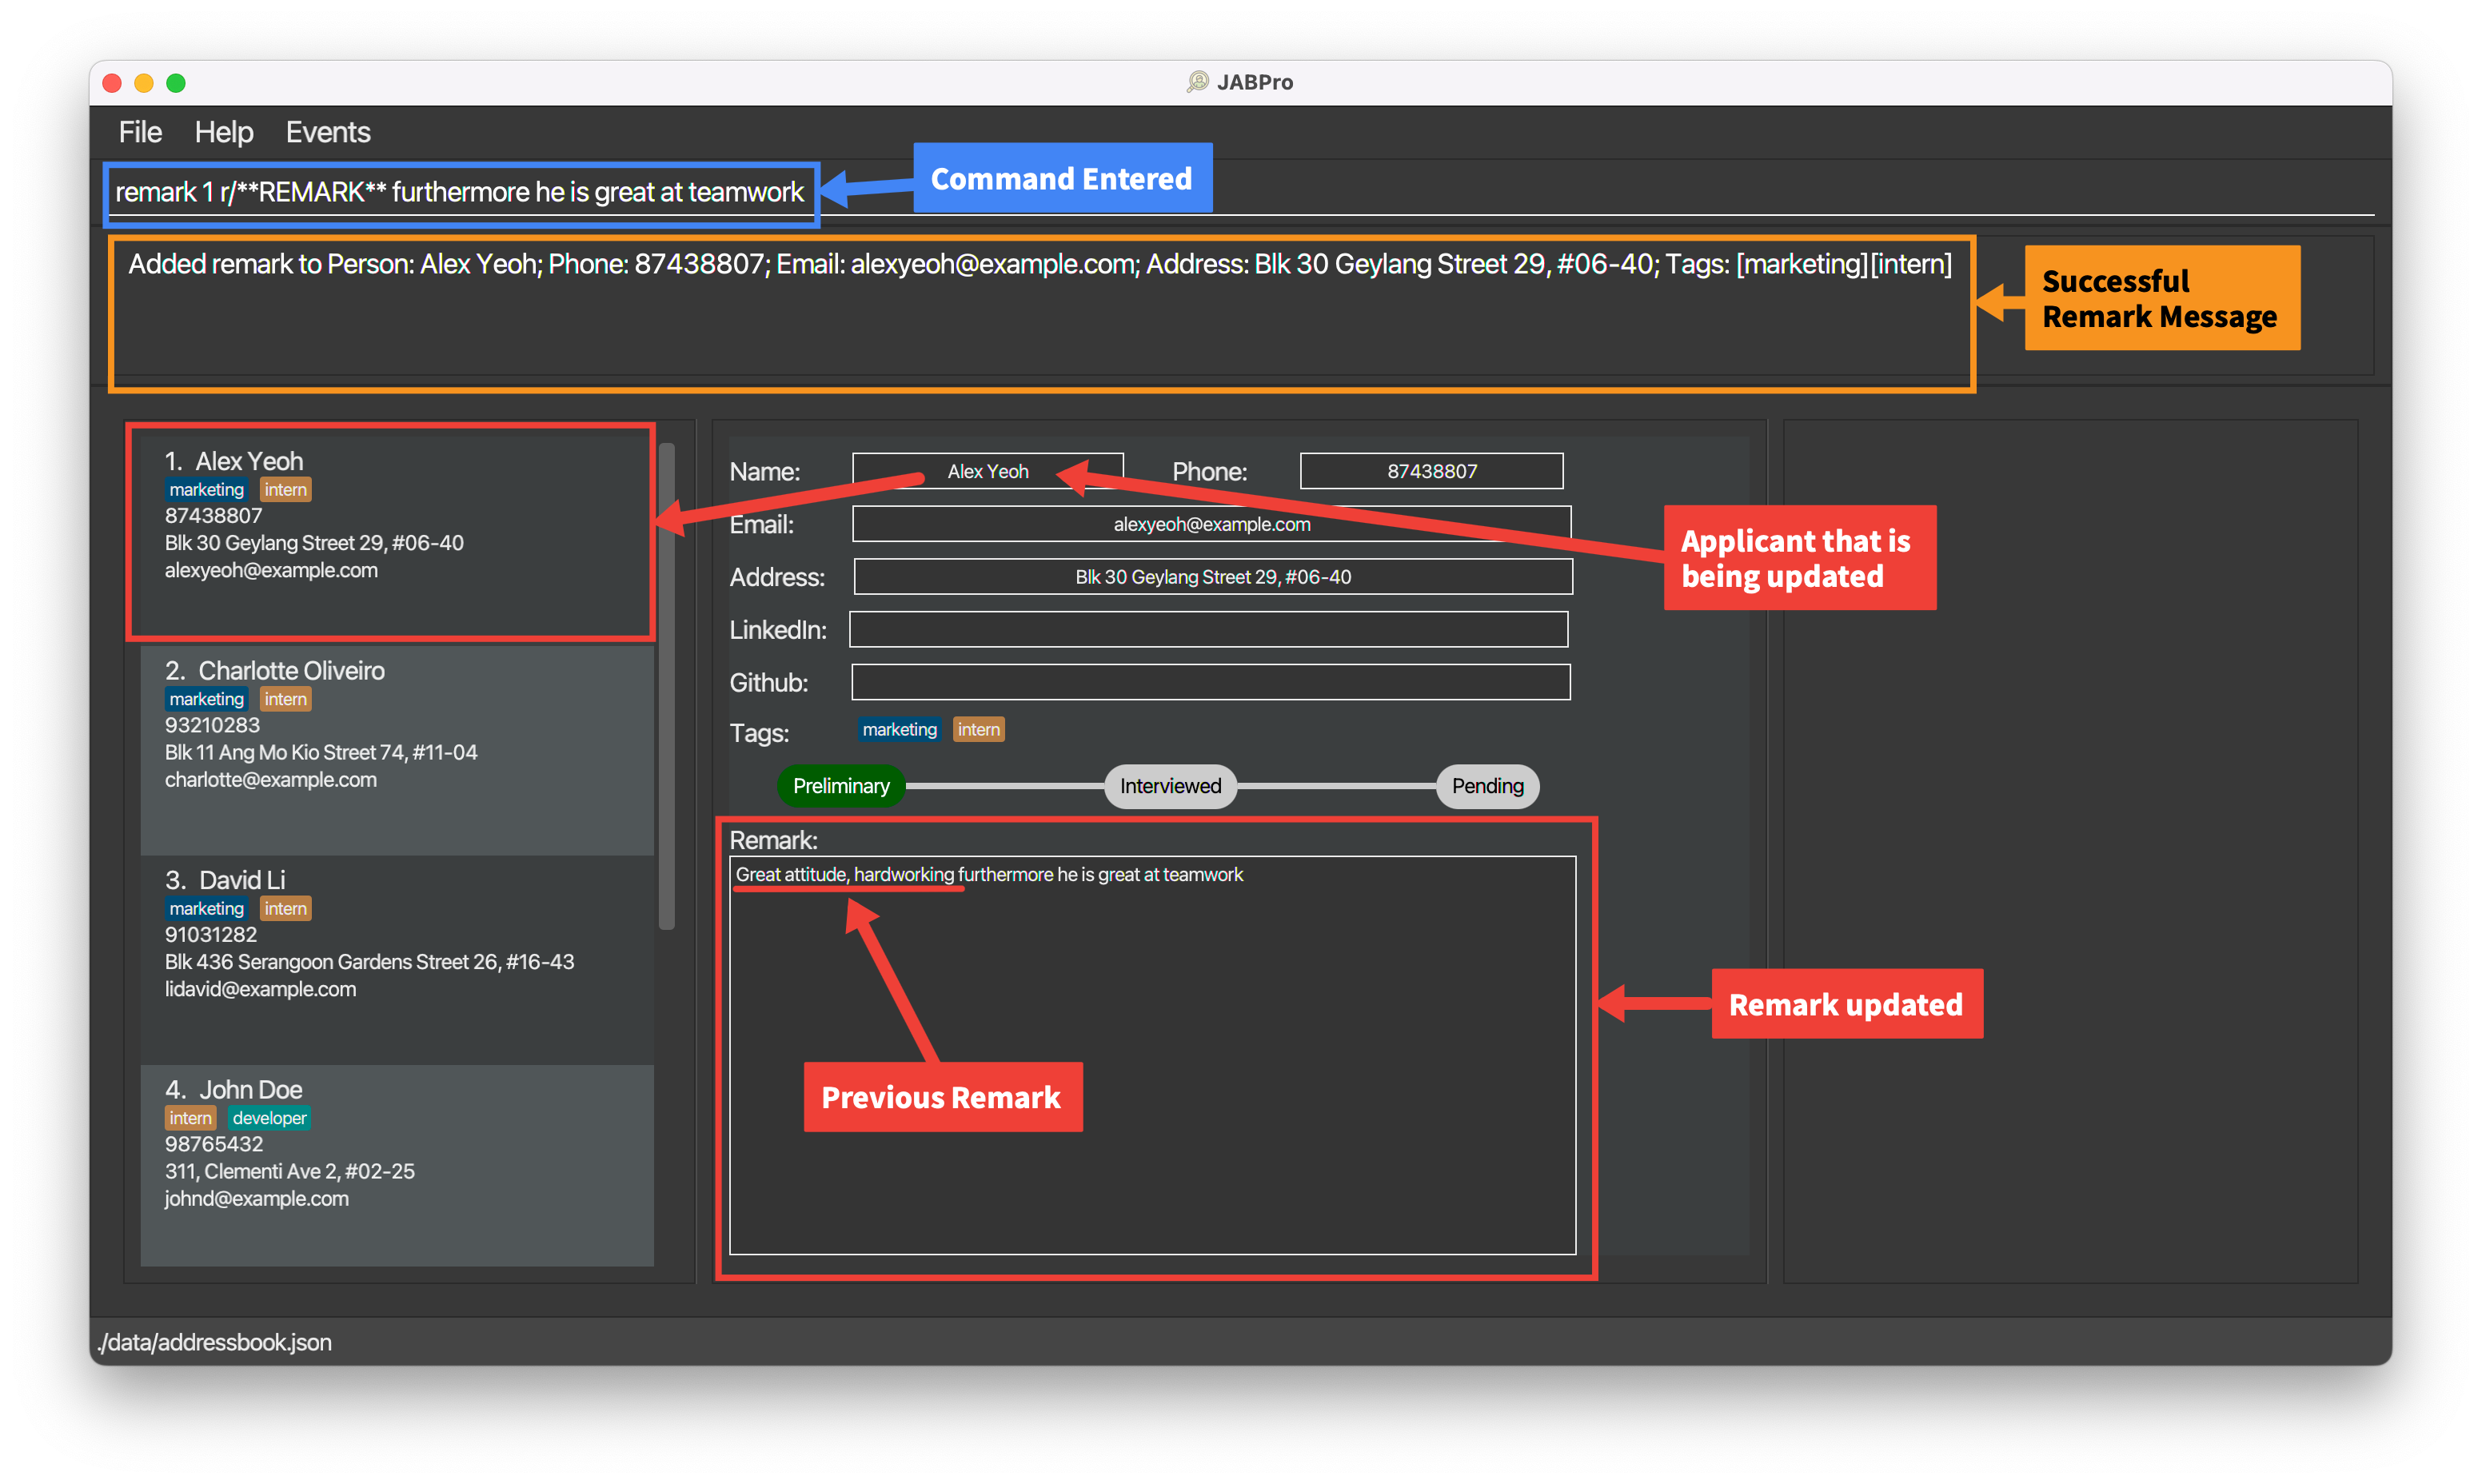 JABPro
File Help Events
remark 1 r/**REMARK** furthermore he is great at teamwork
Command Entered
Added remark to Person: Alex Yeoh; Phone: 87438807; Email: alexyeoh@example.com; Address: Blk 30 Geylang Street 29, #06-40; Tags: [marketing][intern]
Successful
Remark Message
1. Alex Yeoh
marketing intern
87438807
Blk 30 Geylang Street 29, #06-40
alexyeoh@example.com
2. Charlotte Oliveiro
marketing intern
93210283
Blk 11 Ang Mo Kio Street 74, #11-04
charlotte@example.com
3. David Li
marketing intern
91031282
Blk 436 Serangoon Gardens Street 26, #16-43
lidavid@example.com
4. John Doe
intern developer
98765432
311, Clementi Ave 2, #02-25
johnd@example.com
Name: Alex Yeoh Phone: 87438807
Email: alexyeoh@example.com
Address: Blk 30 Geylang Street 29, #06-40
LinkedIn:
Github:
Tags: marketing intern
Preliminary Interviewed Pending
Remark:
Great attitude, hardworking furthermore he is great at teamwork
Previous Remark
Applicant that is
being updated
Remark updated
./data/addressbook.json